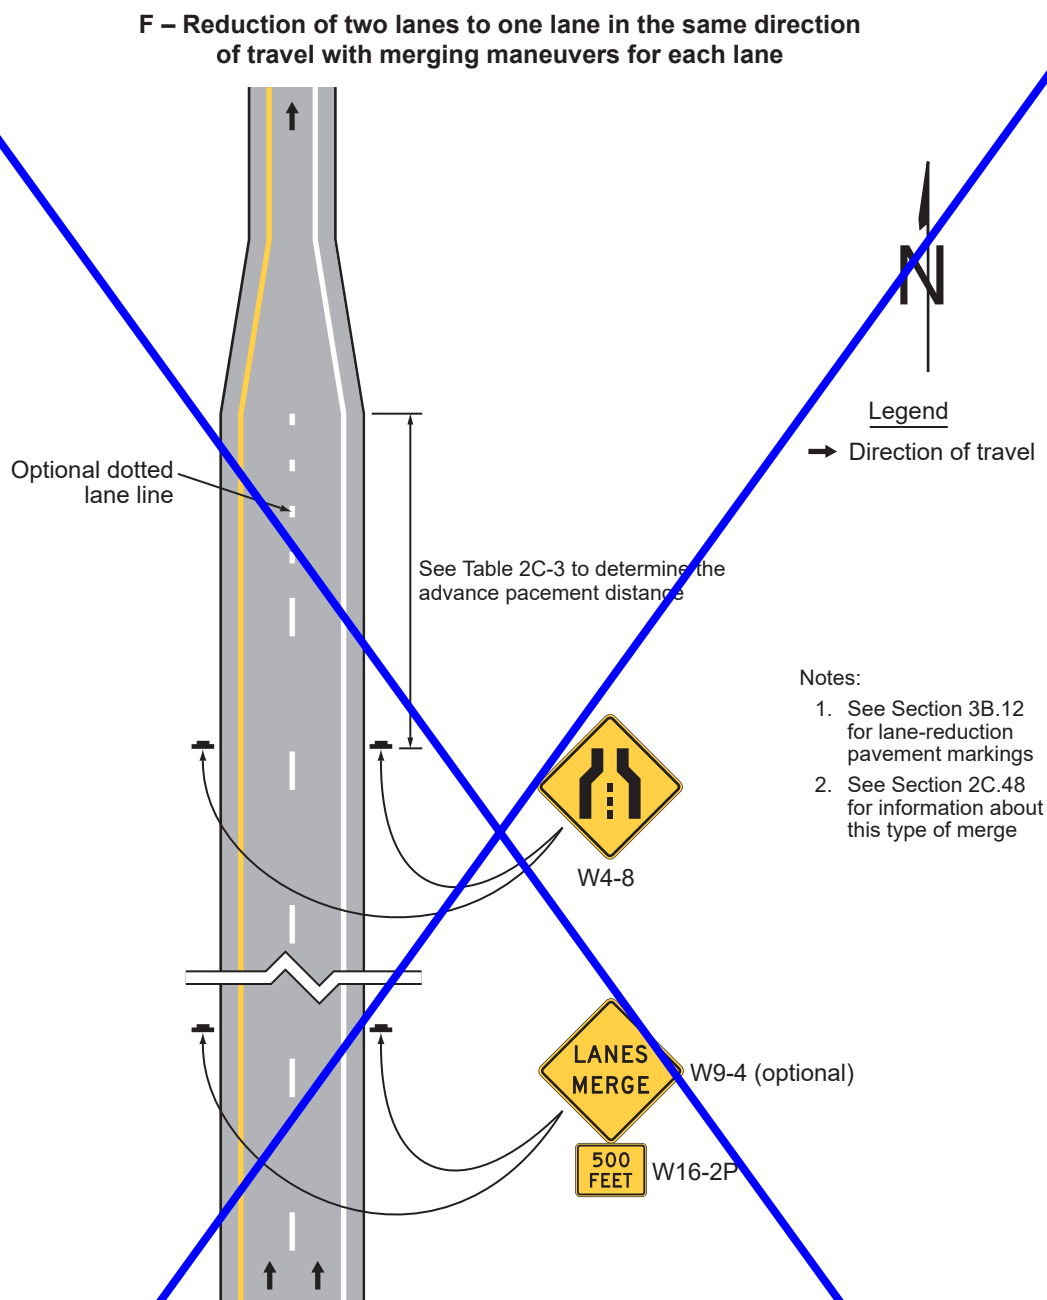 F – Reduction of two lanes to one lane in the same direction
of travel with merging maneuvers for each lane
N
Legend
Direction of travel
Optional dotted
lane line
See Table 2C-3 to determine the
advance pacement distance
Notes:
1. See Section 3B.12
for lane-reduction
pavement markings
2. See Section 2C.48
for information about
this type of merge
W4-8
LANES
MERGE
W9-4 (optional)
500
FEET
W16-2P